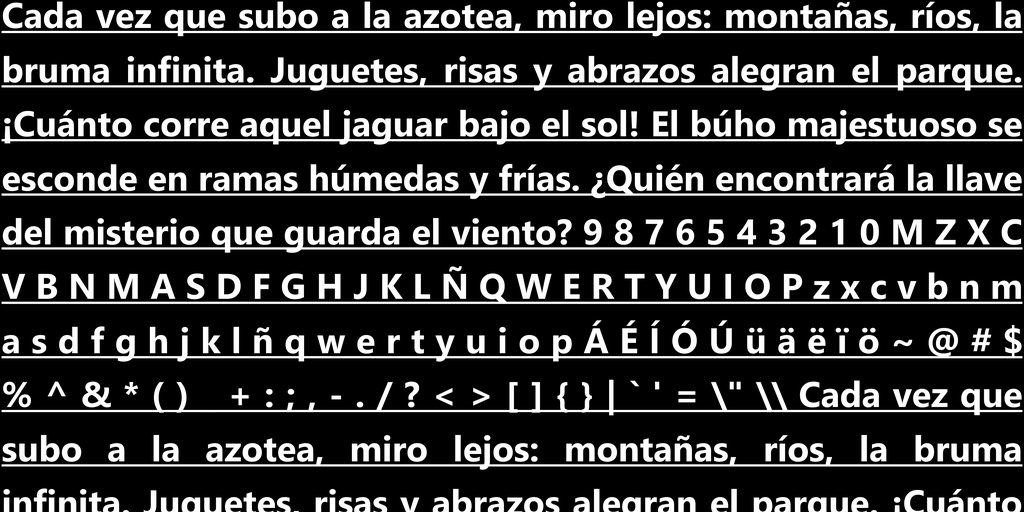 Cada vez que subo a la azotea, miro lejos: montañas, ríos, la
bruma infinita. Juguetes, risas y abrazos alegran el parque.
¡Cuánto corre aquel jaguar bajo el sol! El búho majestuoso se
esconde en ramas húmedas y frías. ¿Quién encontrará la llave
del misterio que guarda el viento? 9 8 7 6 5 4 3 2 1 0 M Z X C
V B N M A S D F G H J K L Ñ Q W E R T Y U I O P z x c v b n m
a s d f g h j k l ñ q w e r t y u i o p Á É Í Ó Ú ü ä ë ï ö ~ @ # $
% ^ & * ( ) + : ; , - . / ? < > [ ] { } | ` ' = \" \\ Cada vez que
subo a la azotea, miro lejos: montañas, ríos, la bruma
infinita. Juguetes, risas y abrazos alegran el parque. ¡Cuánto